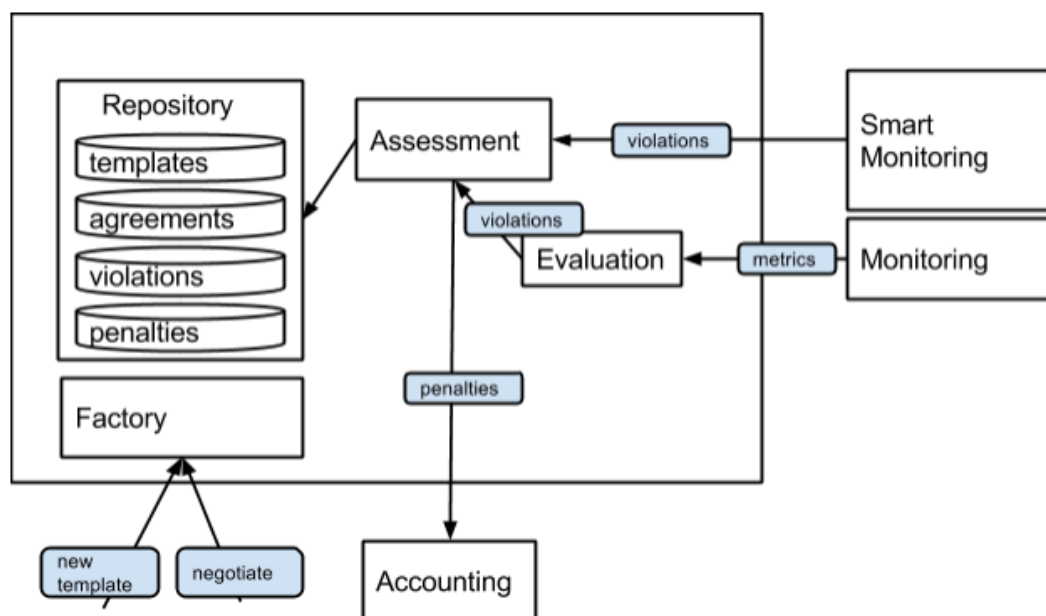 Repository
templates
agreements
violations
penalties
Factory
Assessment
violations
Smart
Monitoring
violations
Evaluation
metrics
Monitoring
penalties
new
template
negotiate
Accounting